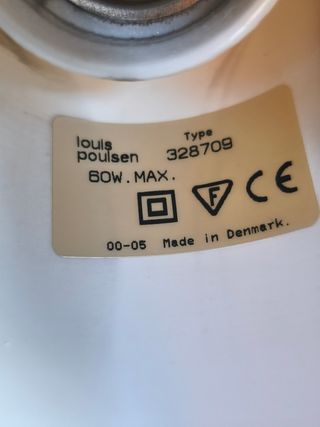 louis
poulsen
Type
328709
60W.MAX.
F
CE
00-05 Made in Denmark.